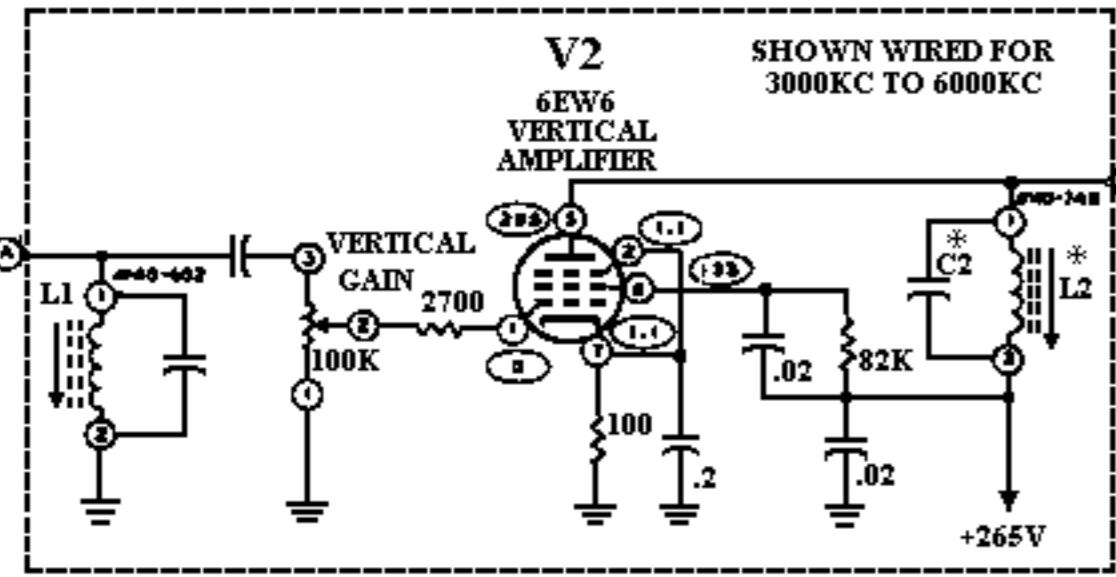 V2
SHOWN WIRED FOR
3000KC TO 6000KC
6EW6
VERTICAL
AMPLIFIER
5
1
1.1
2
A
3
VERTICAL
GAIN
C2
*
*
L2
L1
1
2700
6
2
1
1.1
100K
0
7
.02
82K
2
1
2
100
.2
.02
+265V